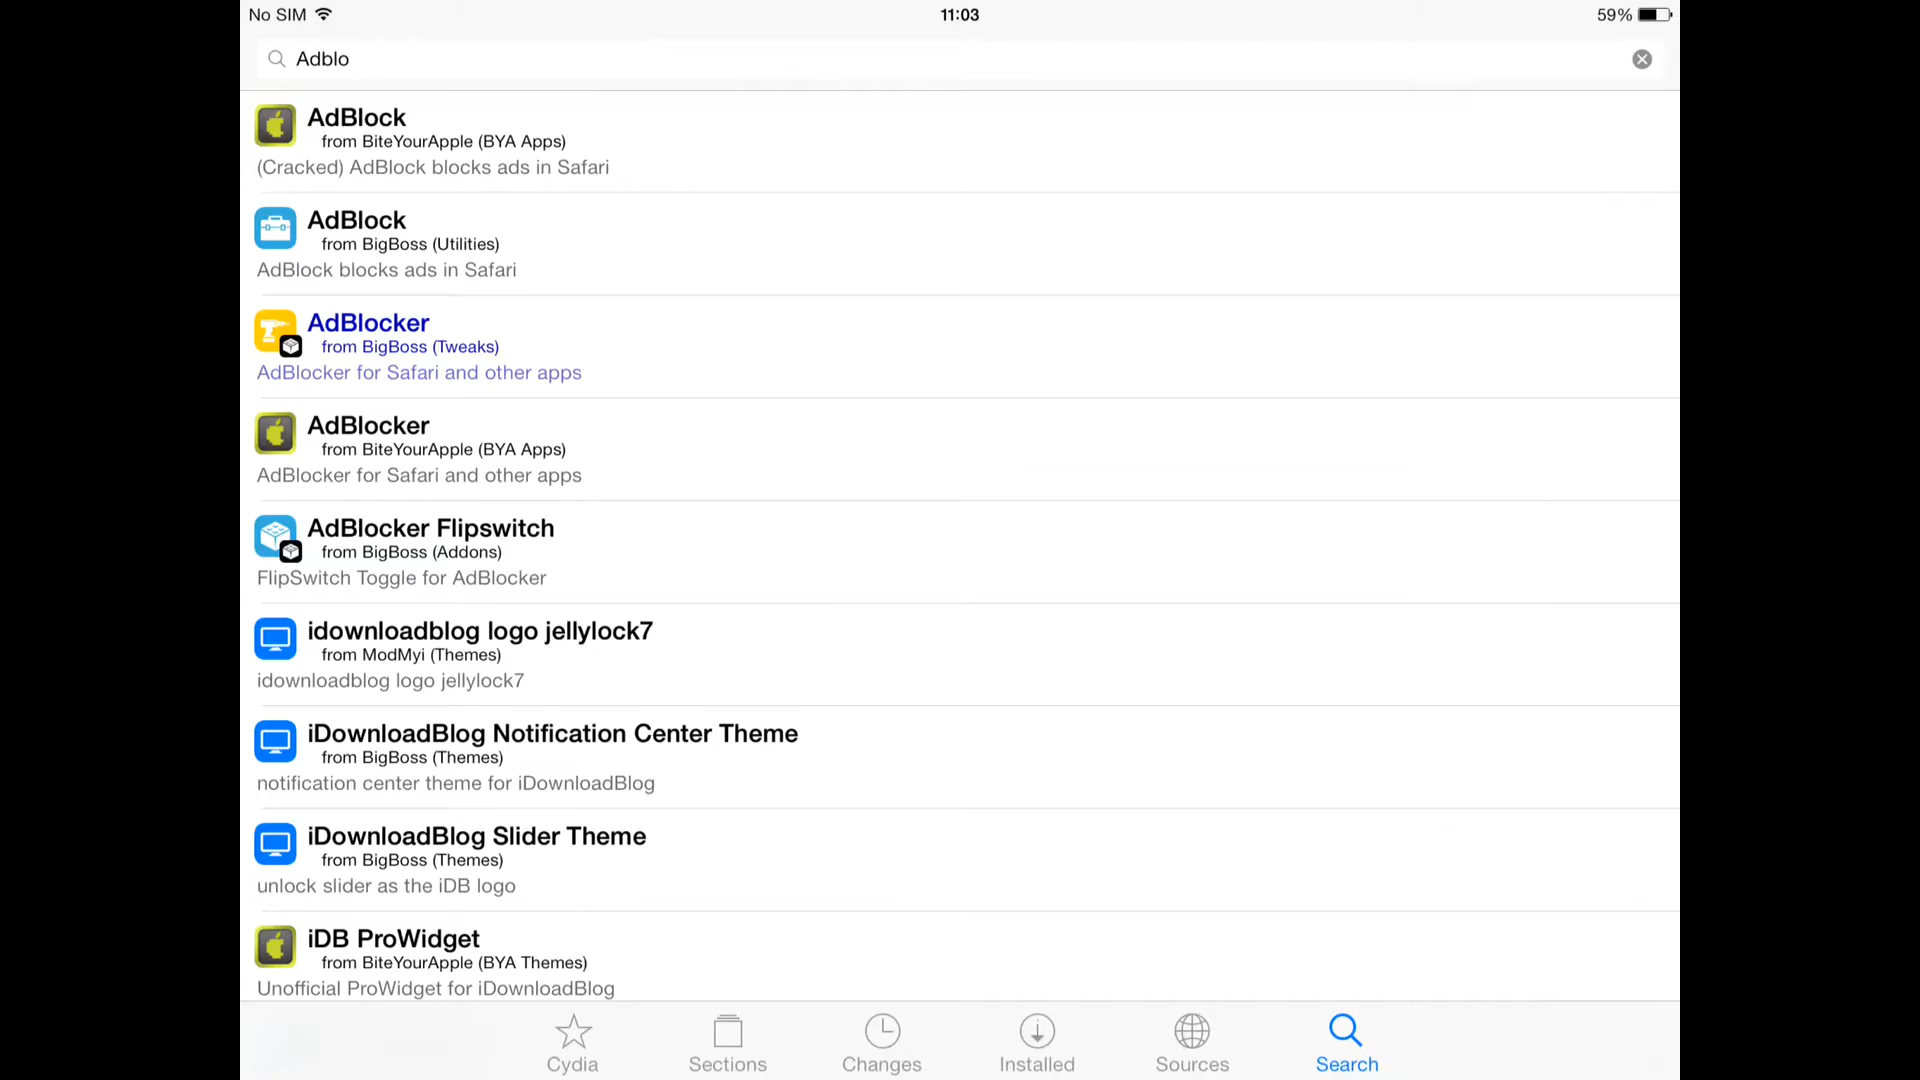 No SIM
11:03
59%
Adblo
AdBlock
from BiteYourApple (BYA Apps)
(Cracked) AdBlock blocks ads in Safari
AdBlock
from BigBoss (Utilities)
AdBlock blocks ads in Safari
AdBlocker
from BigBoss (Tweaks)
AdBlocker for Safari and other apps
AdBlocker
from BiteYourApple (BYA Apps)
AdBlocker for Safari and other apps
AdBlocker Flipswitch
from BigBoss (Addons)
FlipSwitch Toggle for AdBlocker
idownloadblog logo jellylock7
from ModMyi (Themes)
idownloadblog logo jellylock7
iDownloadBlog Notification Center Theme
from BigBoss (Themes)
notification center theme for iDownloadBlog
iDownloadBlog Slider Theme
from BigBoss (Themes)
unlock slider as the iDB logo
iDB ProWidget
from BiteYourApple (BYA Themes)
Unofficial ProWidget for iDownloadBlog
Cydia
Sections
Changes
Installed
Sources
Search